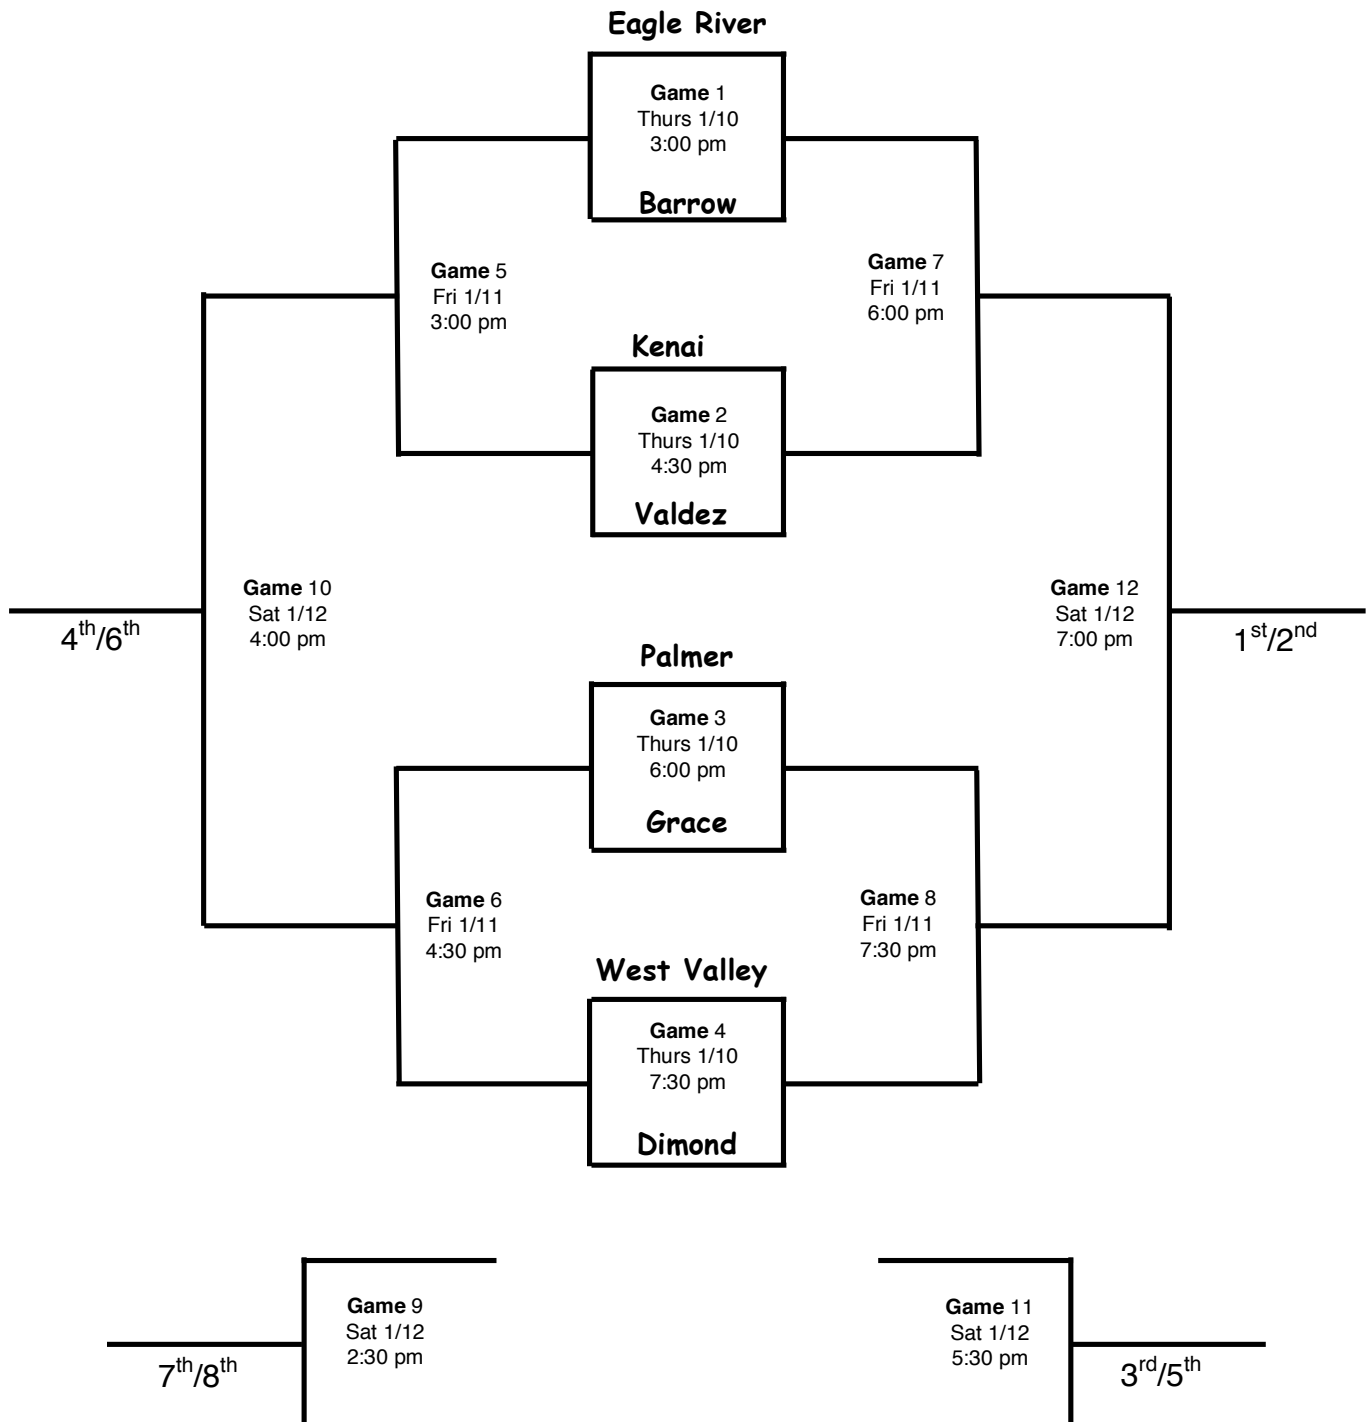 Eagle River
Game 1
Thurs 1/10
3:00 pm
Barrow
Game 5
Fri 1/11
3:00 pm
Game 7
Fri 1/11
6:00 pm
Kenai
Game 2
Thurs 1/10
4:30 pm
Valdez
Game 10
Sat 1/12
4:00 pm
4th/6th
Game 12
Sat 1/12
7:00 pm
1st/2nd
Palmer
Game 3
Thurs 1/10
6:00 pm
Grace
Game 6
Fri 1/11
4:30 pm
Game 8
Fri 1/11
7:30 pm
West Valley
Game 4
Thurs 1/10
7:30 pm
Dimond
Game 9
Sat 1/12
2:30 pm
7th/8th
Game 11
Sat 1/12
5:30 pm
3rd/5th